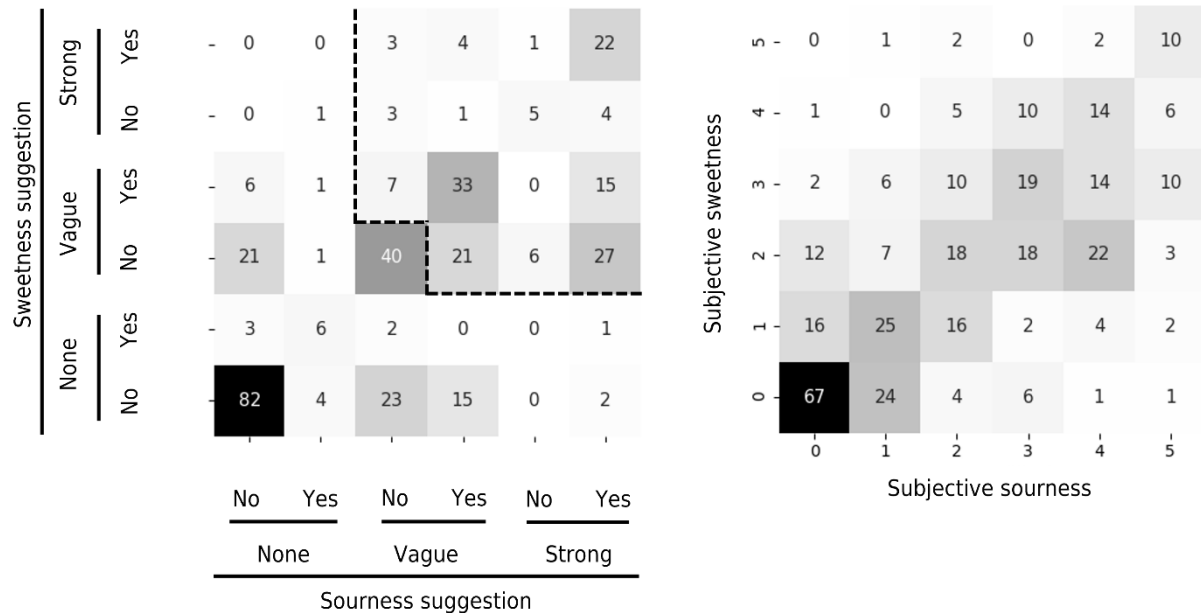 Sweetness suggestion
Strong
Vague
None
Yes
No
Yes
No
Yes
No
0 0 3 4 1 22
0 1 3 1 5 4
6 1 7 33 0 15
21 1 40 21 6 27
3 6 2 0 0 1
82 4 23 15 0 2
No Yes No Yes No Yes
None Vague Strong
Sourness suggestion
Subjective sweetness
5 0 1 2 0 2 10
4 1 0 5 10 14 6
3 2 6 10 19 14 10
2 12 7 18 18 22 3
1 16 25 16 2 4 2
0 67 24 4 6 1 1
0 1 2 3 4 5
Subjective sourness